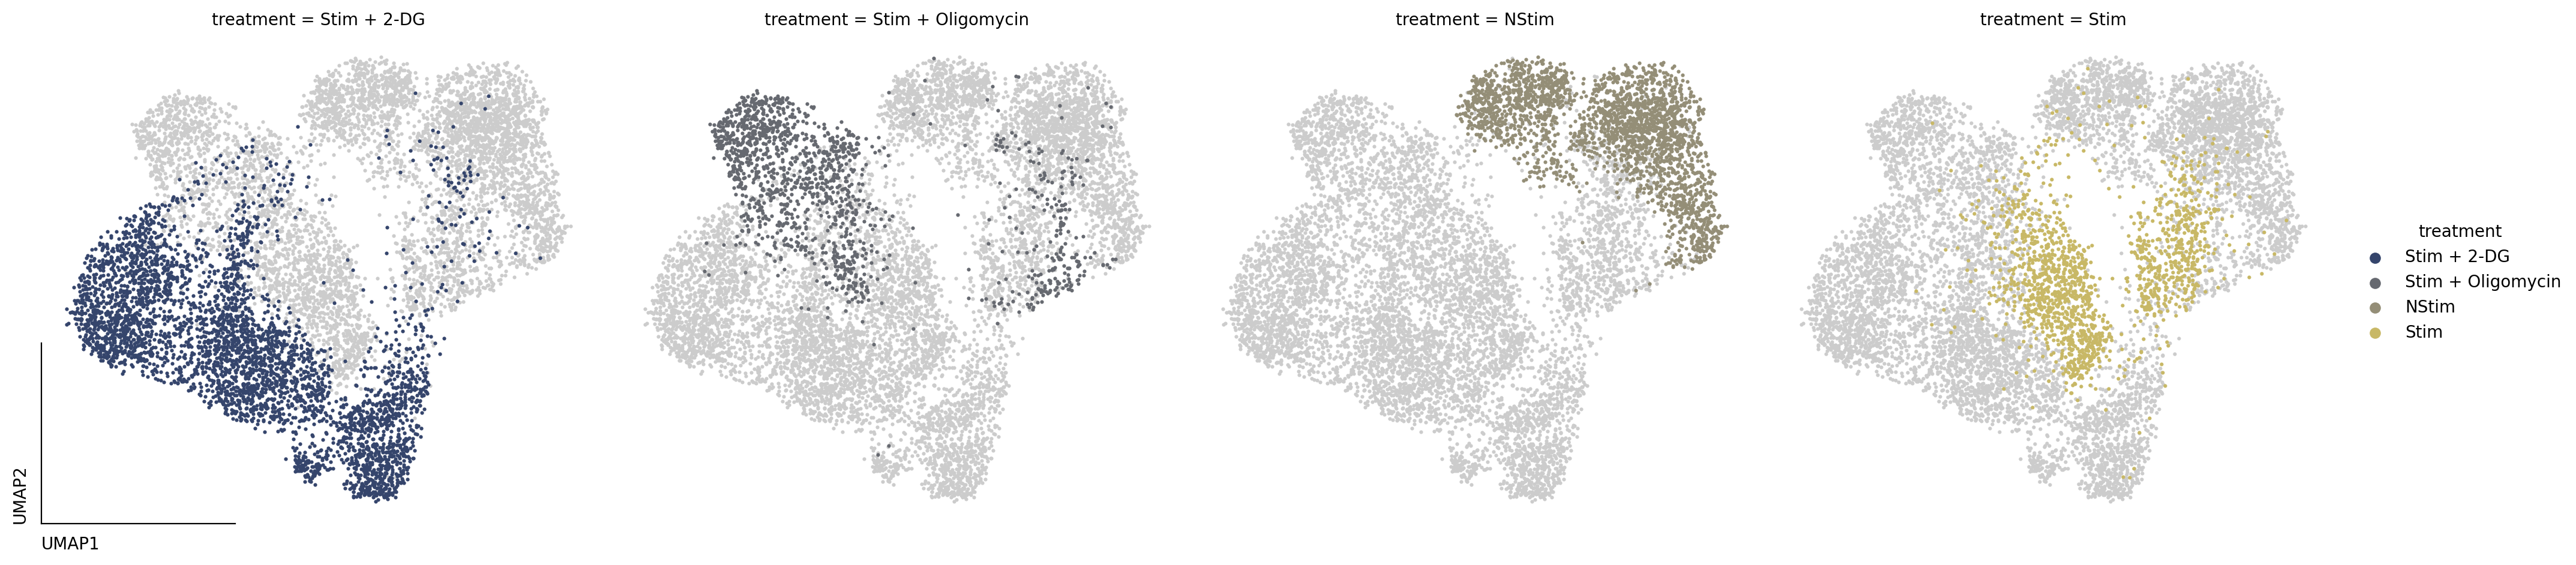 treatment = Stim + 2-DG
treatment = Stim + Oligomycin
treatment = NStim
treatment = Stim
UMAP2
UMAP1
treatment
Stim + 2-DG
Stim + Oligomycin
NStim
Stim